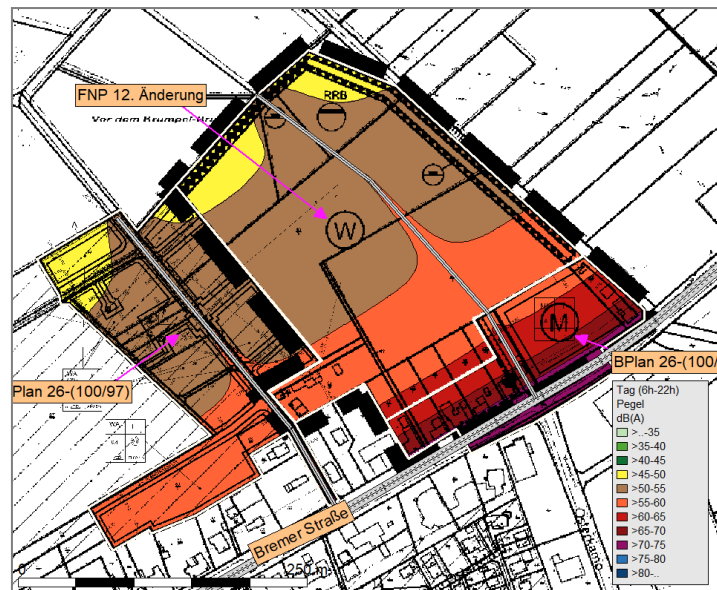 FNP 12. Änderung
RRB
Vor dem
W
M
Plan 26-(100/97)
BPlan 26-(100/
WA
WA
I
Bremer Straße
Tag (6h-22h)
Pegel
dB(A)
>..-35
>35-40
>40-45
>45-50
>50-55
>55-60
>60-65
>65-70
>70-75
>75-80
>80-..
0
250 m